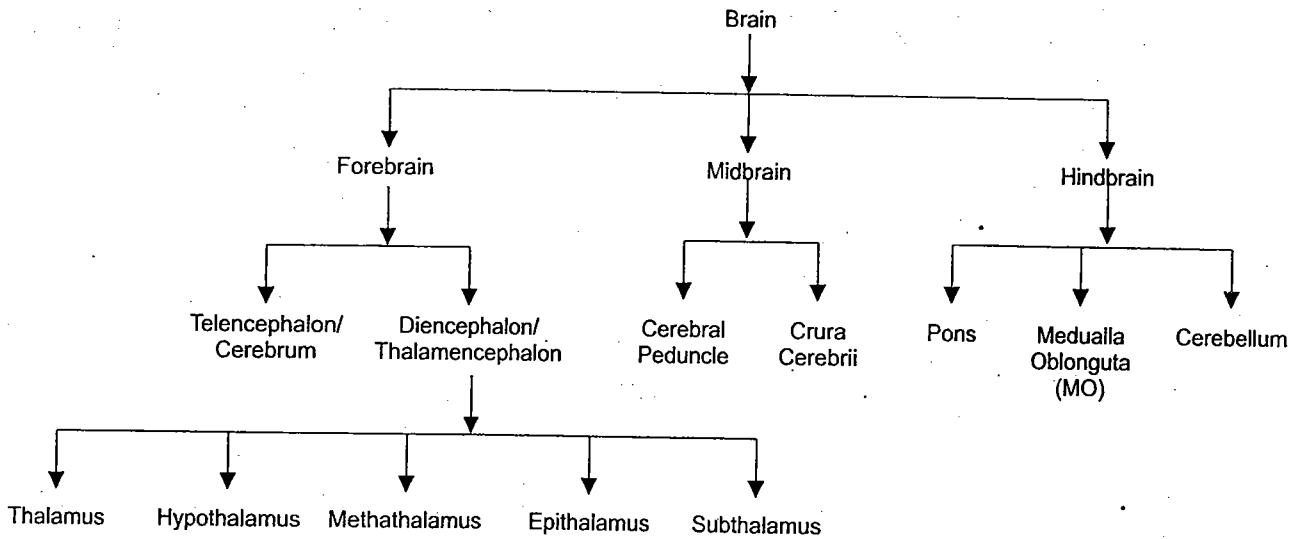 Brain
Forebrain
Midbrain
Hindbrain
Telencephalon/
Cerebrum
Diencephalon/
Thalamencephalon
Cerebral
Peduncle
Crura
Cerebrii
Pons
Medualla
Oblonguta
(MO)
Cerebellum
Thalamus
Hypothalamus
Methathalamus
Epithalamus
Subthalamus